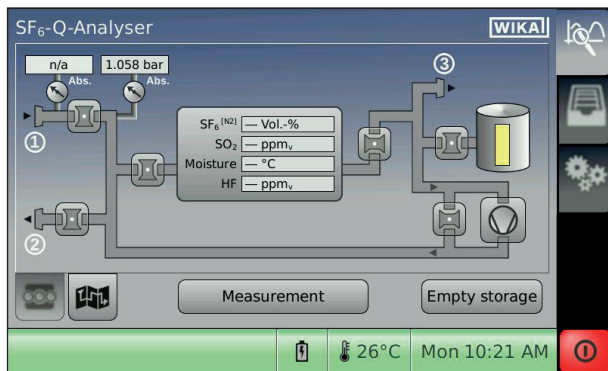 SF₆-Q-Analyser
WIKA
n/a
1.058 bar
Abs.
Abs.
①
③
SF₆ [N2] — Vol.-%
SO₂ — ppmᵥ
Moisture — °C
HF — ppmᵥ
②
Measurement
Empty storage
26°C
Mon 10:21 AM